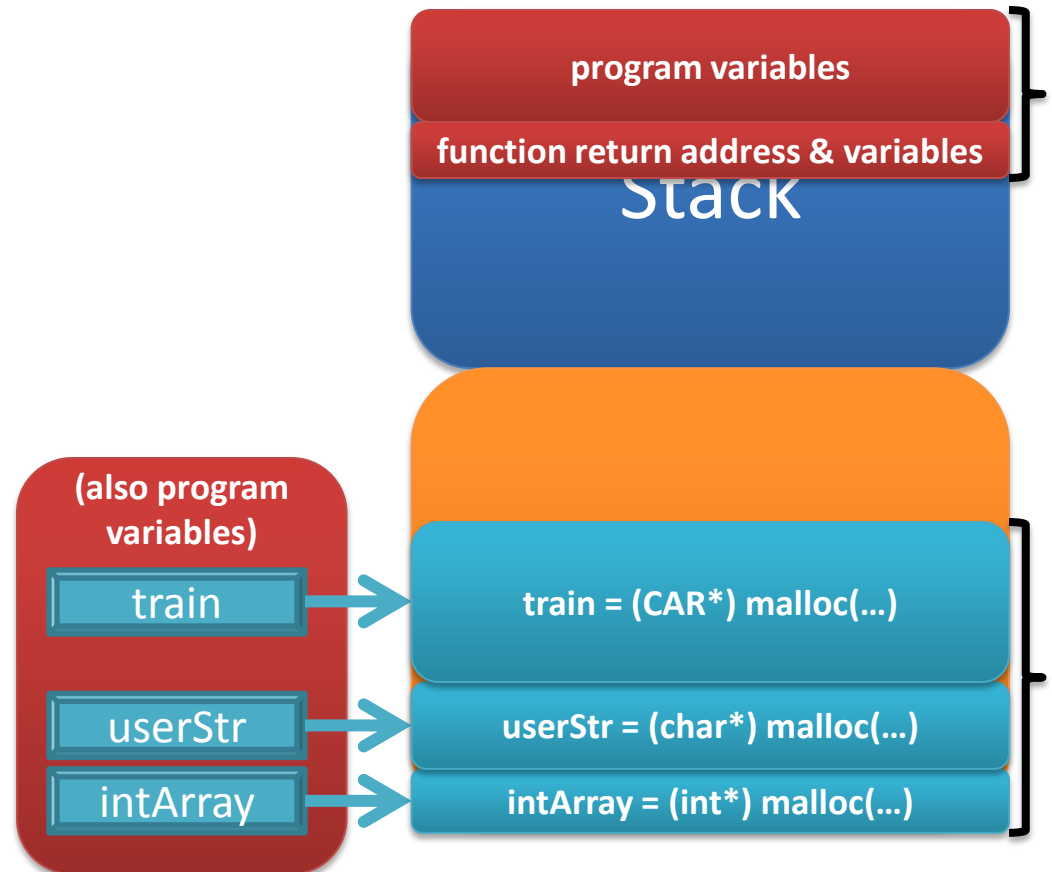 program variables
function return address & variables
Stack
(also program
variables)
train
train = (CAR*) malloc(…)
userStr
userStr = (char*) malloc(…)
intArray
intArray = (int*) malloc(…)